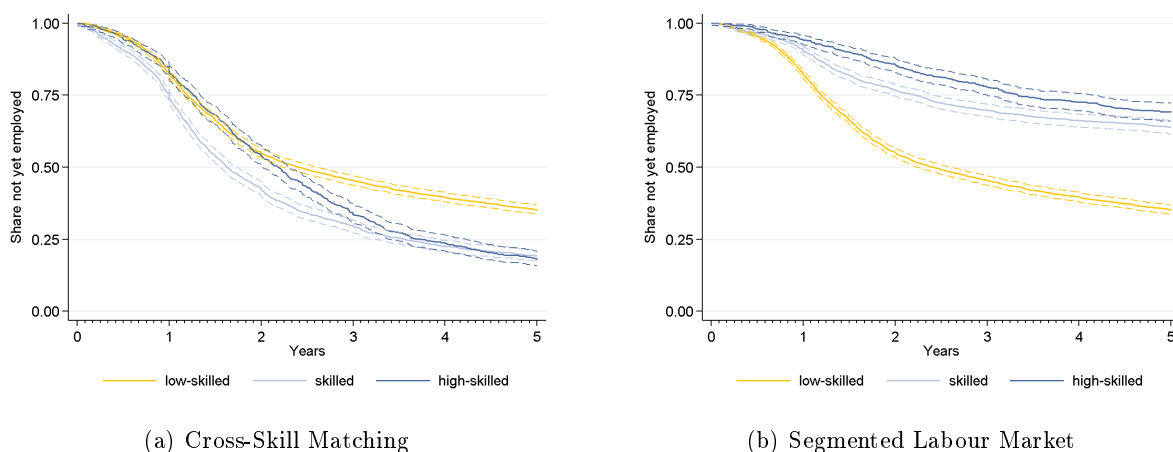 Share not yet employed
1.00
0.75
0.50
0.25
0.00
0 1 2 3 4 5
Years
low-skilled skilled high-skilled
(a) Cross-Skill Matching
Share not yet employed
1.00
0.75
0.50
0.25
0.00
0 1 2 3 4 5
Years
low-skilled skilled high-skilled
(b) Segmented Labour Market